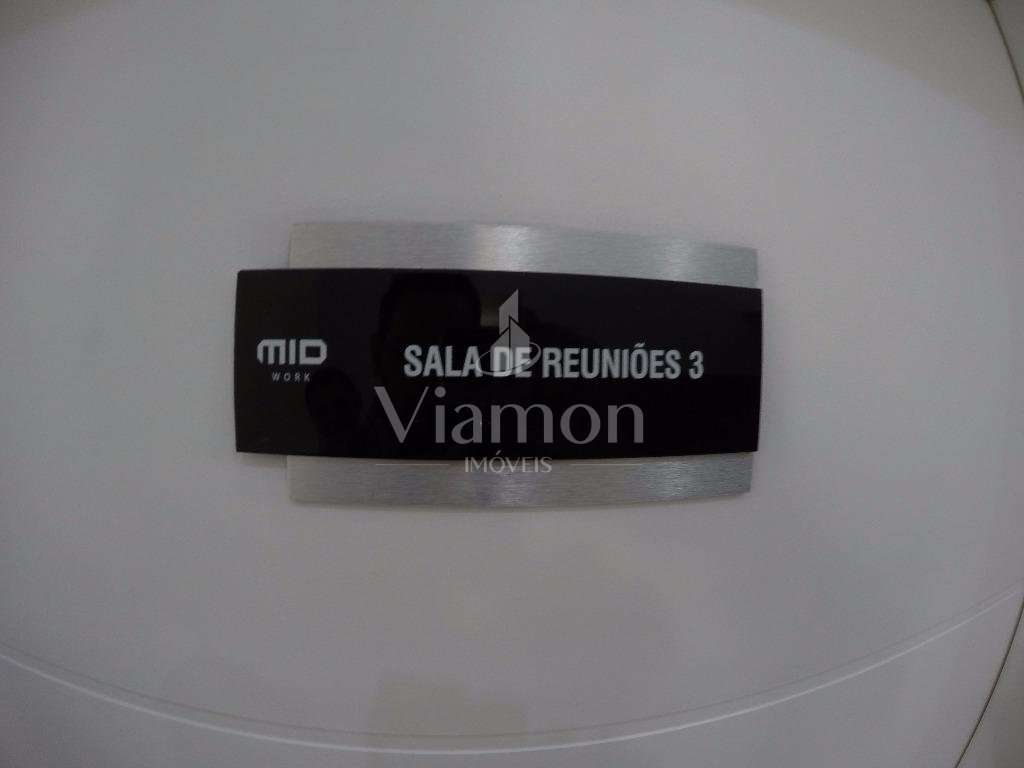 MID
WORK
SALA DE REUNIÕES 3
Viamon
IMÓVEIS